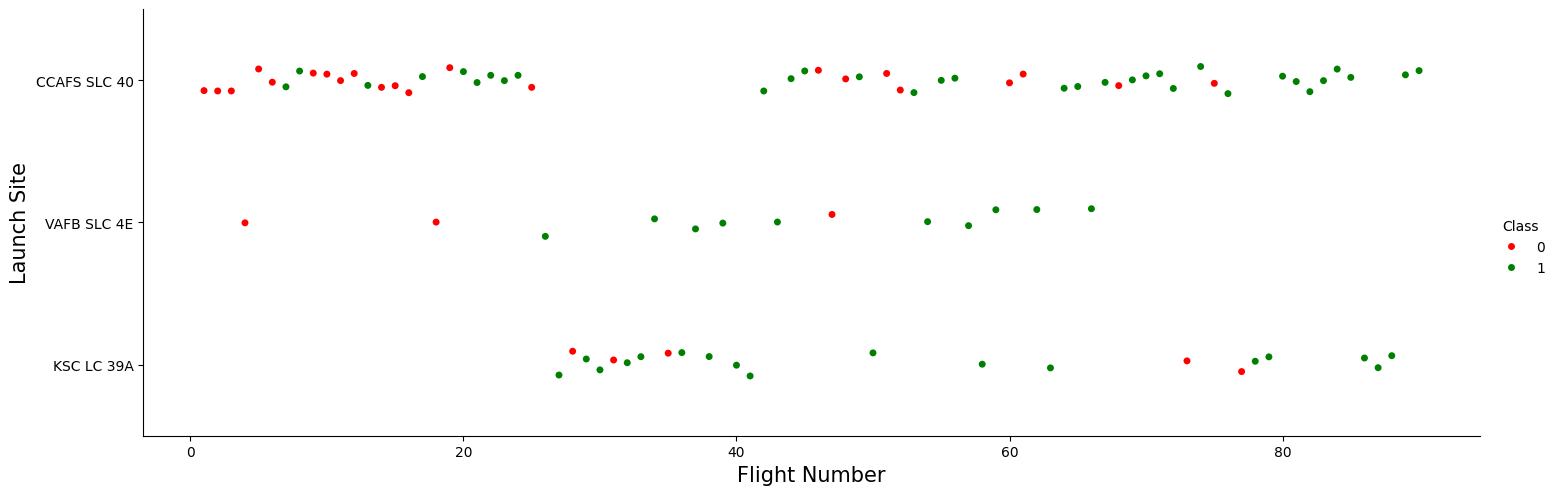 Launch Site
CCAFS SLC 40
VAFB SLC 4E
KSC LC 39A
0
20
40
60
80
Flight Number
Class
0
1